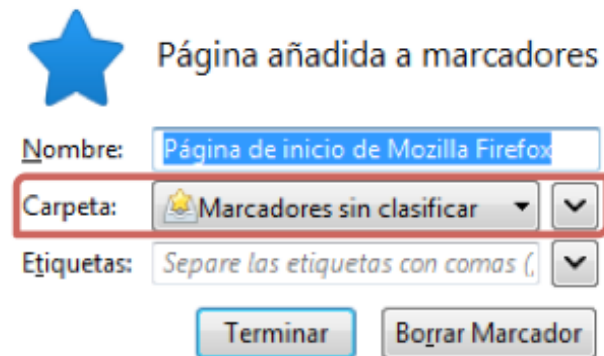 Página añadida a marcadores
Nombre: Página de inicio de Mozilla Firefox
Carpeta: Marcadores sin clasificar
Etiquetas: Separe las etiquetas con comas (,
Terminar Borrar Marcador